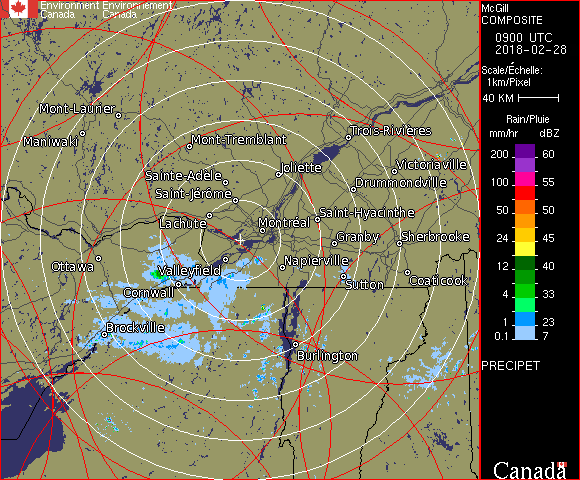 Environment Environnement
Canada Canada
McGill
COMPOSITE
0900 UTC
2018-02-28
Scale/Échelle:
1km/Pixel
40 KM
Rain/Pluie
mm/hr dBZ
200 60
100 55
50 50
24 45
12 40
4 33
1 23
0.1 7
PRECIPET
Canada
Mont-Laurier
Maniwaki
Mont-Tremblant
Trois-Rivières
Sainte-Adèle
Joliette
Victoriaville
Saint-Jérôme
Drummondville
Lachute
Saint-Hyacinthe
Montréal
Granby
Sherbrooke
Ottawa
Valleyfield
Napierville
Cornwall
Sutton
Coaticook
Brockville
Burlington